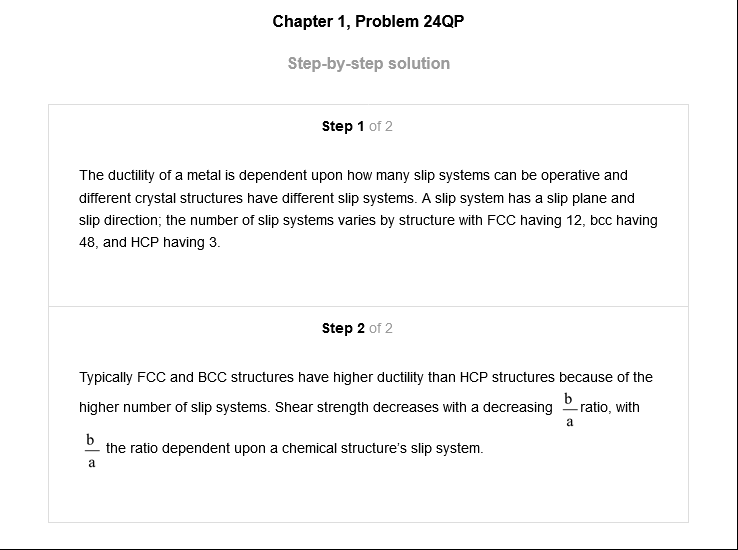 Chapter 1, Problem 24QP
Step-by-step solution
Step 1 of 2
The ductility of a metal is dependent upon how many slip systems can be operative and
different crystal structures have different slip systems. A slip system has a slip plane and
slip direction; the number of slip systems varies by structure with FCC having 12, bcc having
48, and HCP having 3.
Step 2 of 2
Typically FCC and BCC structures have higher ductility than HCP structures because of the
higher number of slip systems. Shear strength decreases with a decreasing b/a ratio, with
b/a the ratio dependent upon a chemical structure's slip system.